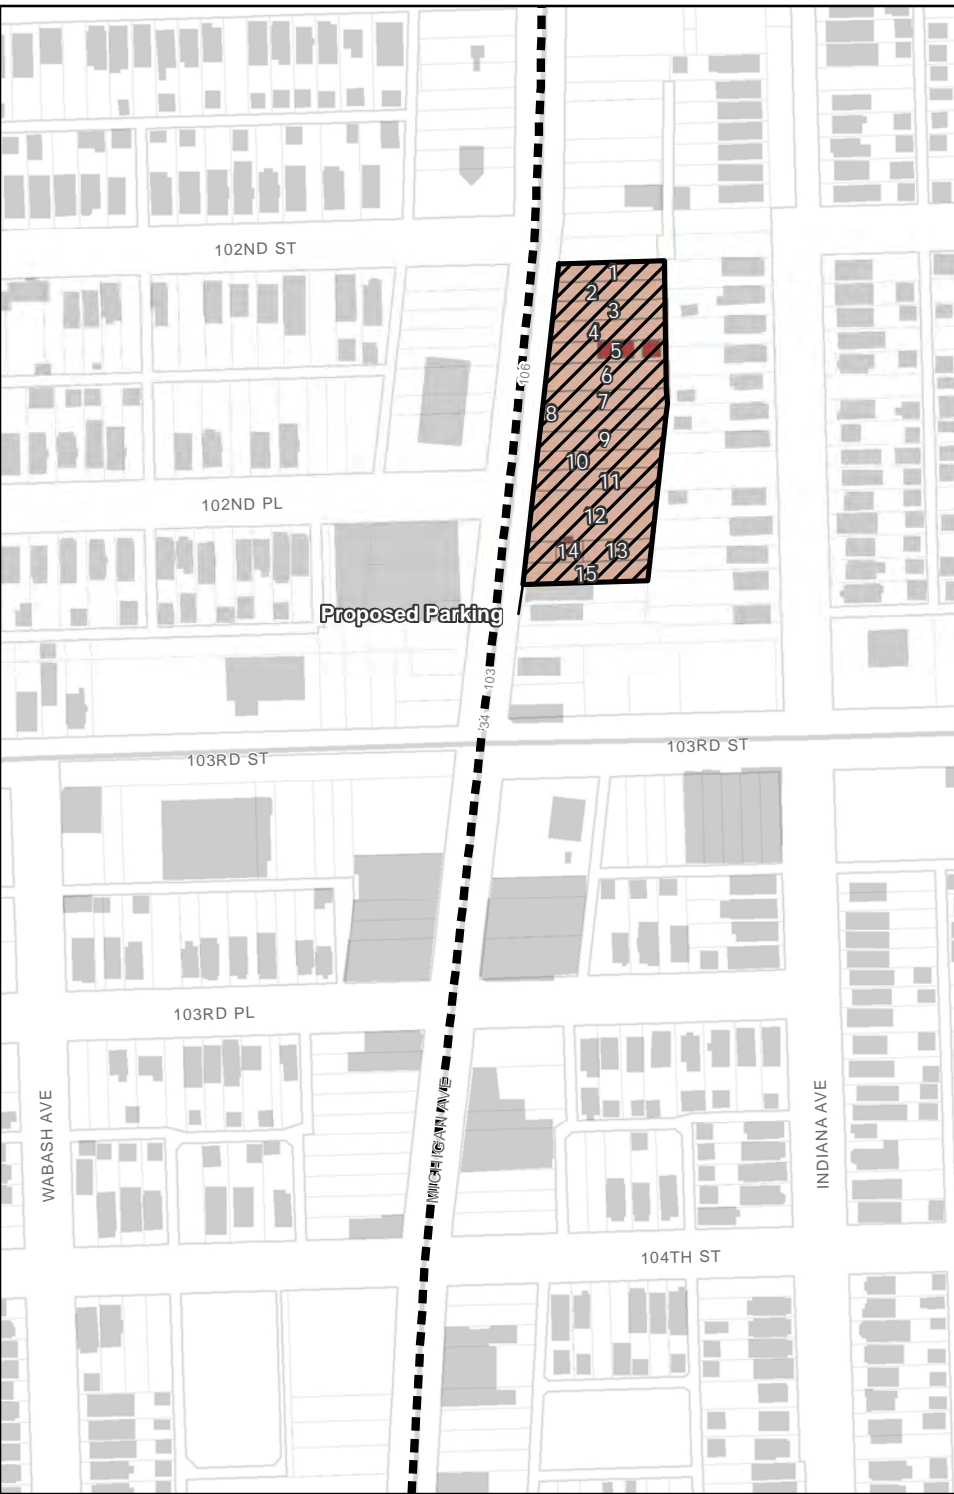 102ND ST
1
2
3
4
5
106
6
7
8
9
10
11
102ND PL
12
14
13
15
Proposed Parking
103
34
103RD ST
103RD ST
103RD PL
MICHIGAN AVE
WABASH AVE
INDIANA AVE
104TH ST